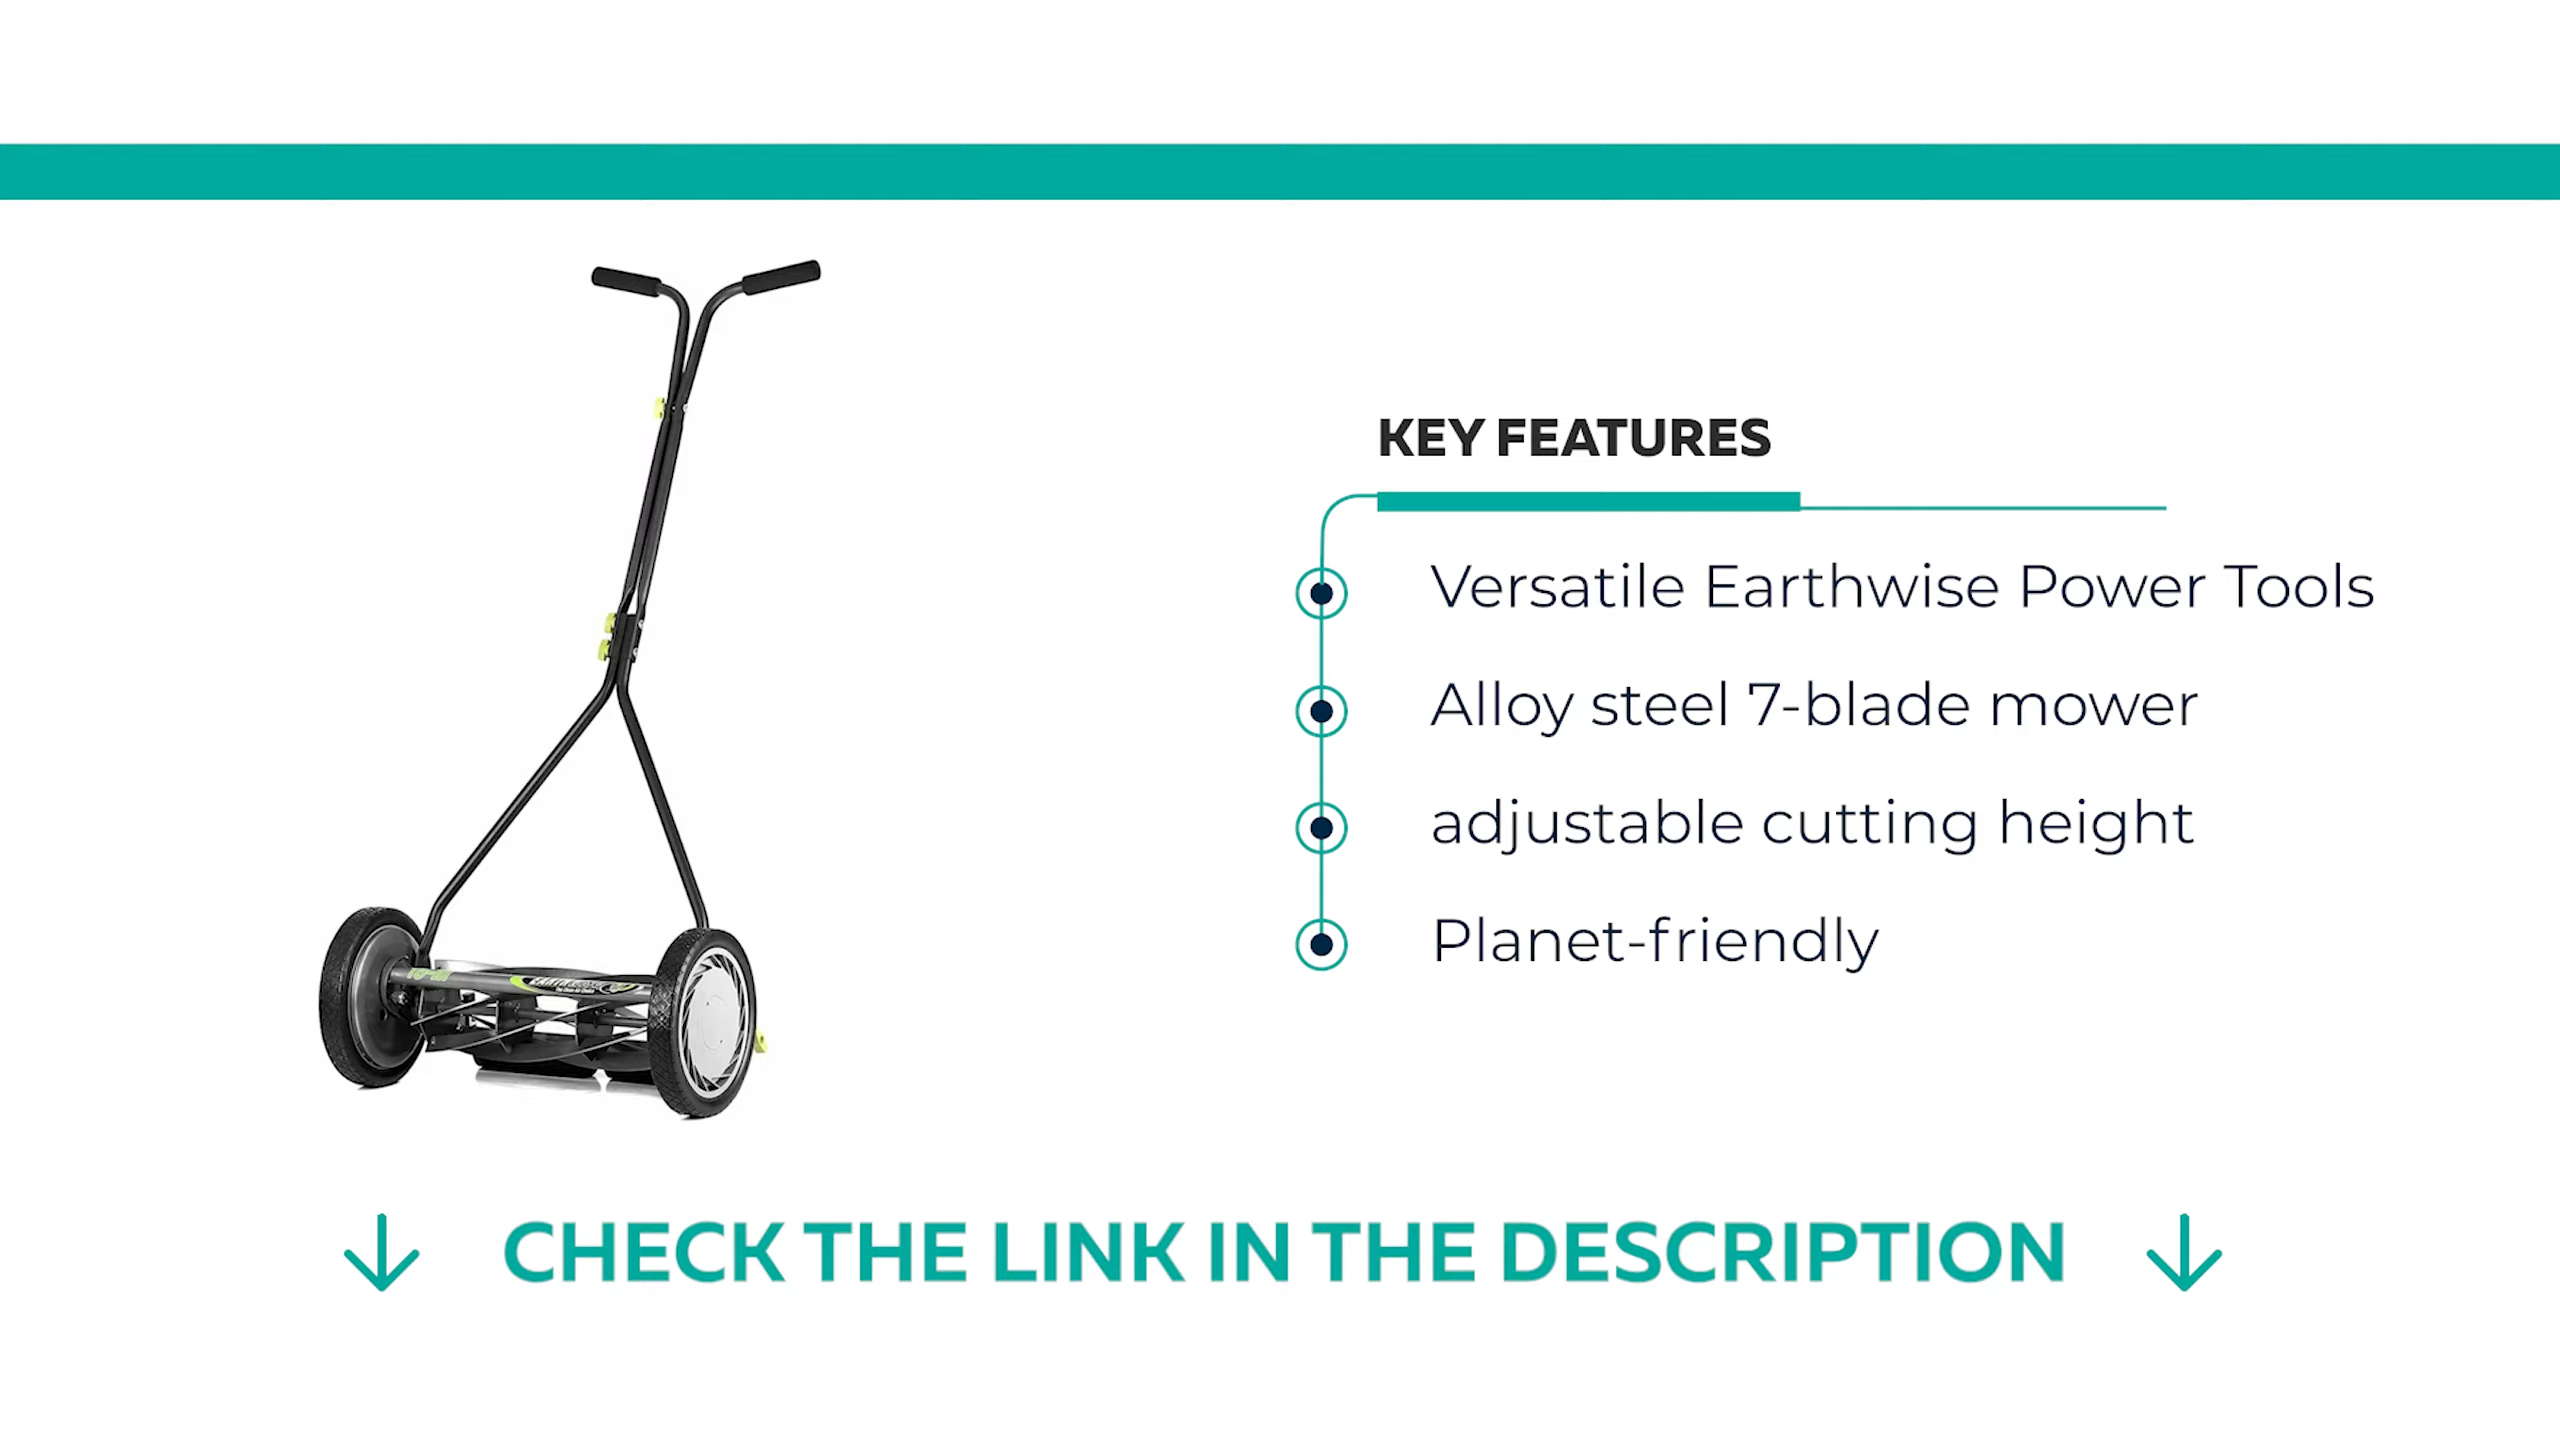 KEY FEATURES
Versatile Earthwise Power Tools
Alloy steel 7-blade mower
adjustable cutting height
Planet-friendly
CHECK THE LINK IN THE DESCRIPTION